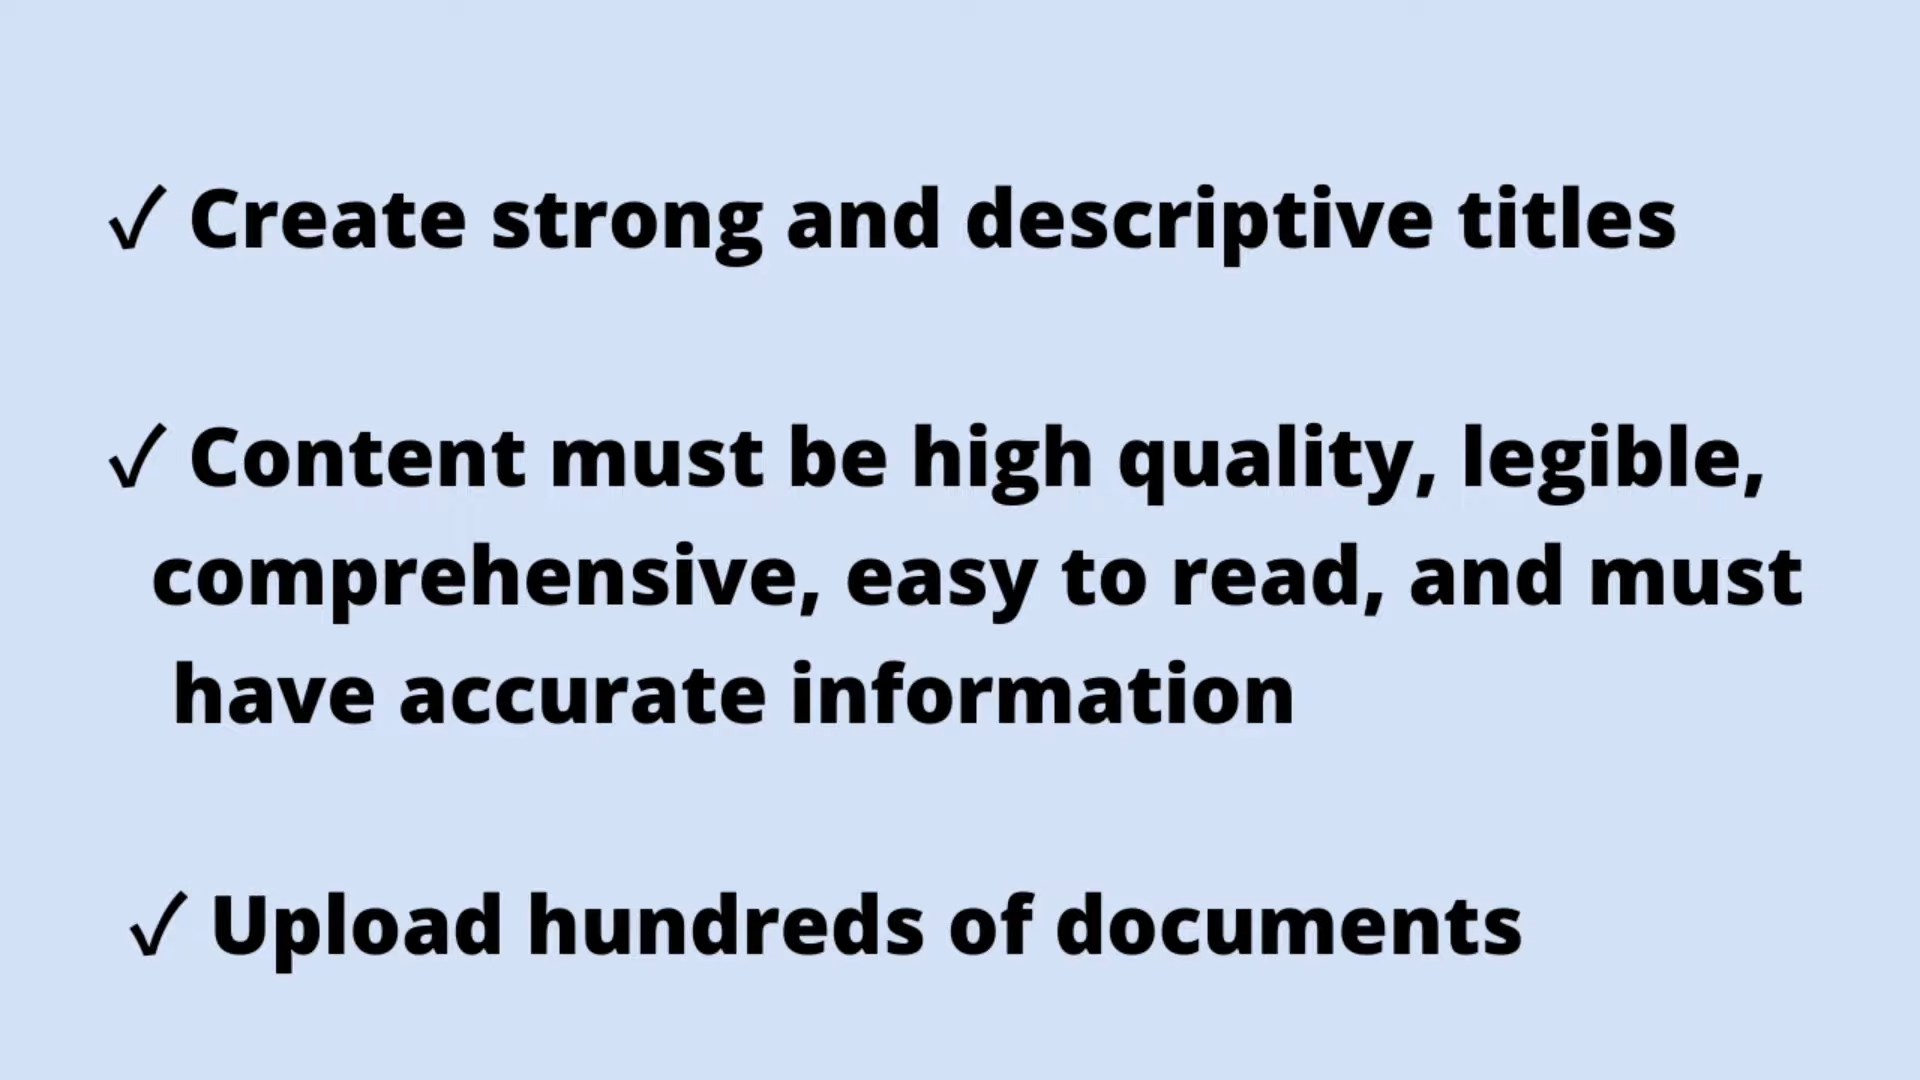 ✓ Create strong and descriptive titles
✓ Content must be high quality, legible,
comprehensive, easy to read, and must
have accurate information
✓ Upload hundreds of documents